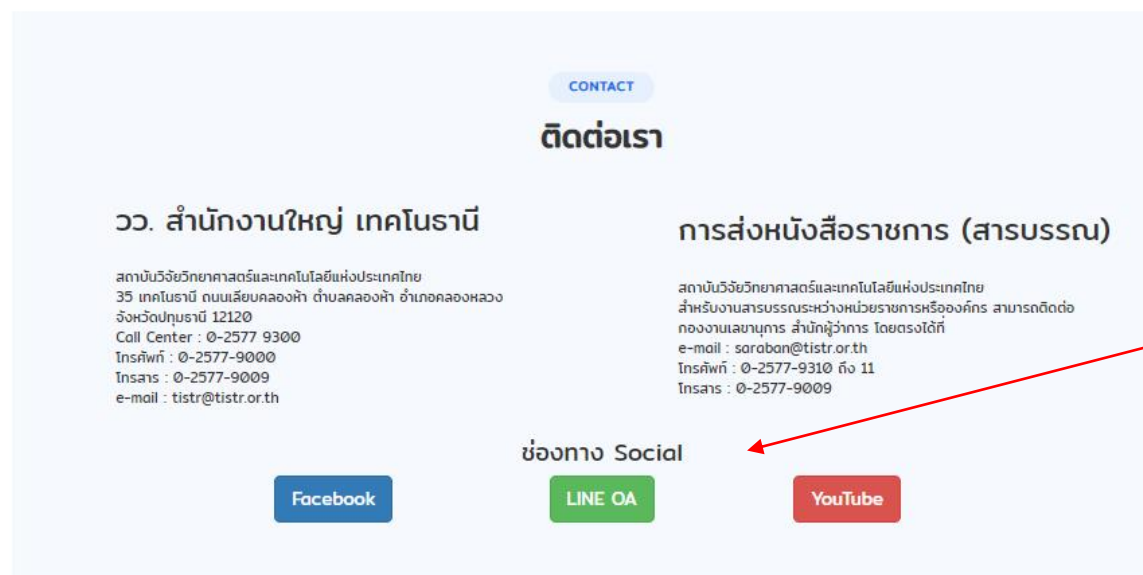 CONTACT
ติดต่อเรา
วว. สำนักงานใหญ่ เทคโนธานี
สถาบันวิจัยวิทยาศาสตร์และเทคโนโลยีแห่งประเทศไทย
35 เทคโนธานี ถนนเลียบคลองห้า ตำบลคลองห้า อำเภอคลองหลวง
จังหวัดปทุมธานี 12120
Call Center : 0-2577 9300
โทรศัพท์ : 0-2577-9000
โทรสาร : 0-2577-9009
e-mail : tistr@tistr.or.th
การส่งหนังสือราชการ (สารบรรณ)
สถาบันวิจัยวิทยาศาสตร์และเทคโนโลยีแห่งประเทศไทย
สำหรับงานสารบรรณระหว่างหน่วยราชการหรือองค์กร สามารถติดต่อ
กองงานเลขานุการ สำนักผู้ว่าการ โดยตรงได้ที่
e-mail : saraban@tistr.or.th
โทรศัพท์ : 0-2577-9310 ถึง 11
โทรสาร : 0-2577-9009
ช่องทาง Social
Facebook
LINE OA
YouTube